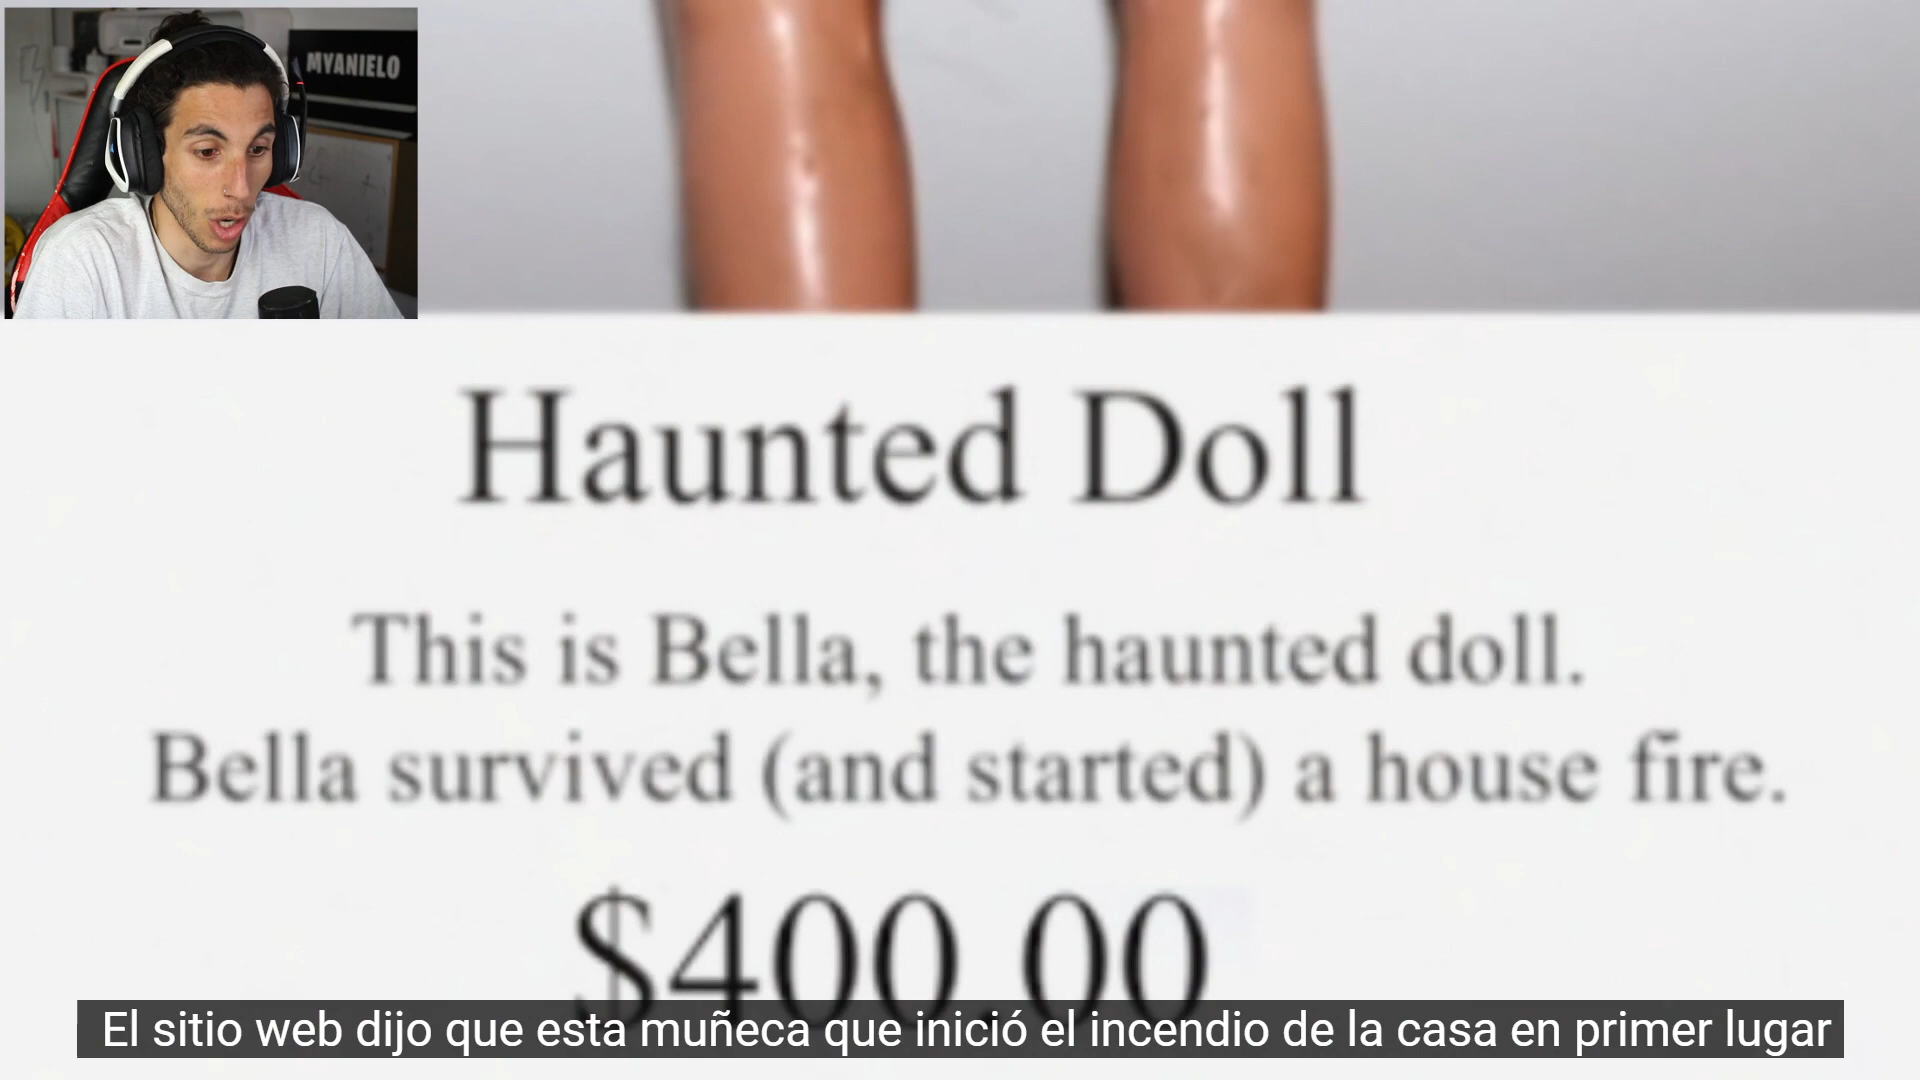 MYANIELO
Haunted Doll
This is Bella, the haunted doll.
Bella survived (and started) a house fire.
$400.00
El sitio web dijo que esta muñeca que inició el incendio de la casa en primer lugar